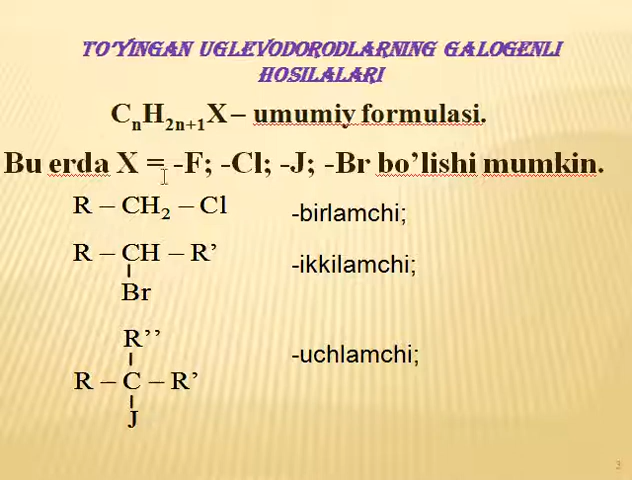 TO'YINGAN UGLEVODORODLARNING GALOGENLI
HOSILALARI
CₙH₂ₙ₊₁X – umumiy formulasi.
Bu erda X = -F; -Cl; -J; -Br bo'lishi mumkin.
R – CH₂ – Cl -birlamchi;
R – CH – R' -ikkilamchi;
Br
R''
R – C – R' -uchlamchi;
J
3